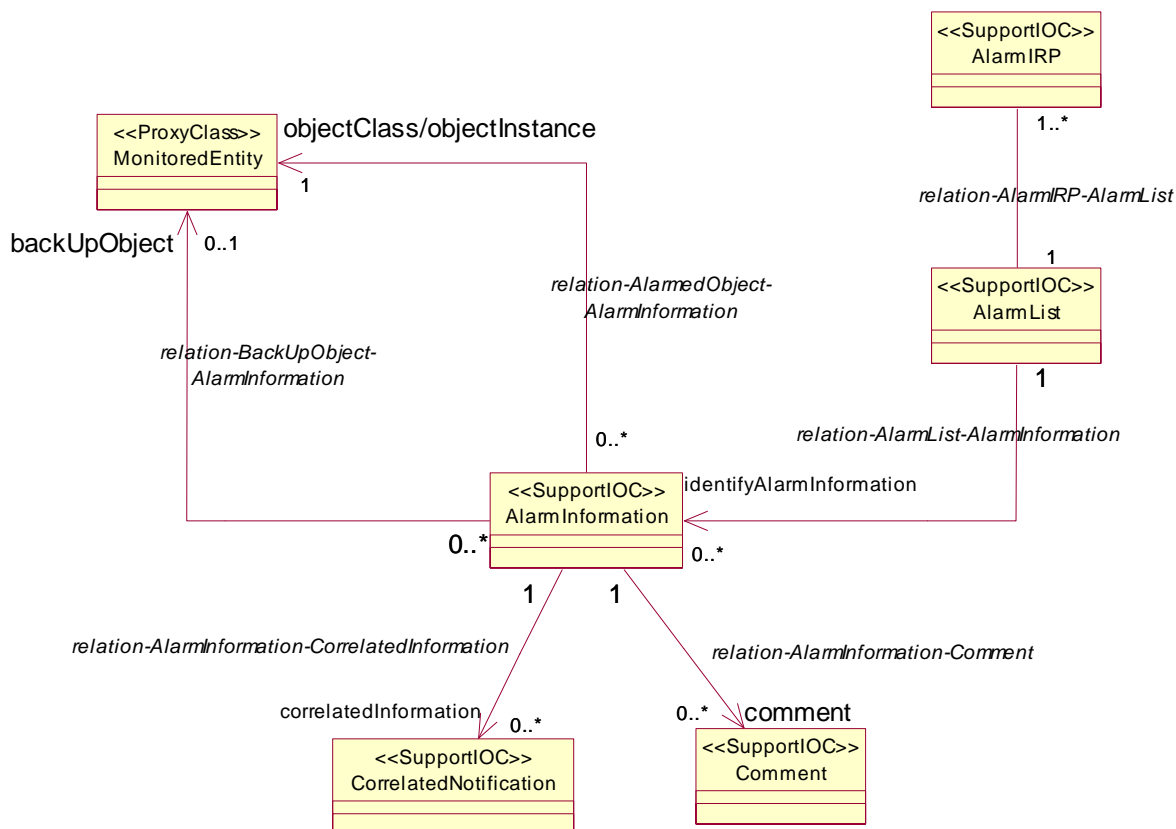 <<SupportIOC>>
AlarmIRP
1..*
relation-AlarmIRP-AlarmList
1
<<SupportIOC>>
AlarmList
1
relation-AlarmList-AlarmInformation
identifyAlarmInformation
0..*
<<ProxyClass>>
MonitoredEntity
objectClass/objectInstance
1
backUpObject
0..1
relation-AlarmedObject-
AlarmInformation
relation-BackUpObject-
AlarmInformation
0..*
<<SupportIOC>>
AlarmInformation
0..*
1
1
relation-AlarmInformation-CorrelatedInformation
relation-AlarmInformation-Comment
correlatedInformation
0..*
0..*
comment
<<SupportIOC>>
CorrelatedNotification
<<SupportIOC>>
Comment